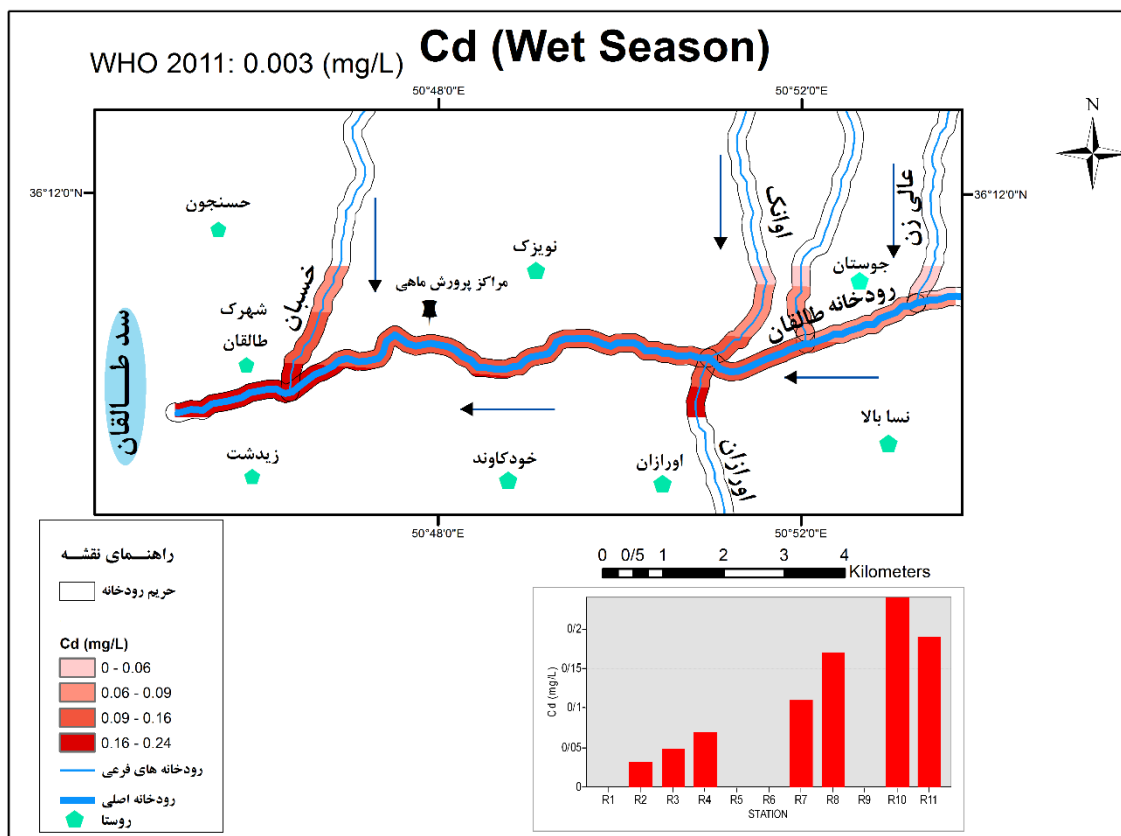 Cd (Wet Season)
WHO 2011: 0.003 (mg/L)
50°48'0"E
50°52'0"E
N
36°12'0"N
36°12'0"N
حسنجون
خسبان
نویزک
مراکز پرورش ماهی
اوانک
عالی زن
جوستان
رودخانه طالقان
شهرک
طالقان
سد طــالقان
زیدشت
خودکاوند
اورازان
اورازان
نسا بالا
50°48'0"E
50°52'0"E
راهنــمای نقشــه
حریم رودخانه
Cd (mg/L)
0 - 0.06
0.06 - 0.09
0.09 - 0.16
0.16 - 0.24
رودخانه های فرعی
رودخانه اصلی
روستا
0 0/5 1 2 3 4
Kilometers
Cd (mg/L)
0/2
0/15
0/1
0/05
0
R1 R2 R3 R4 R5 R6 R7 R8 R9 R10 R11
STATION